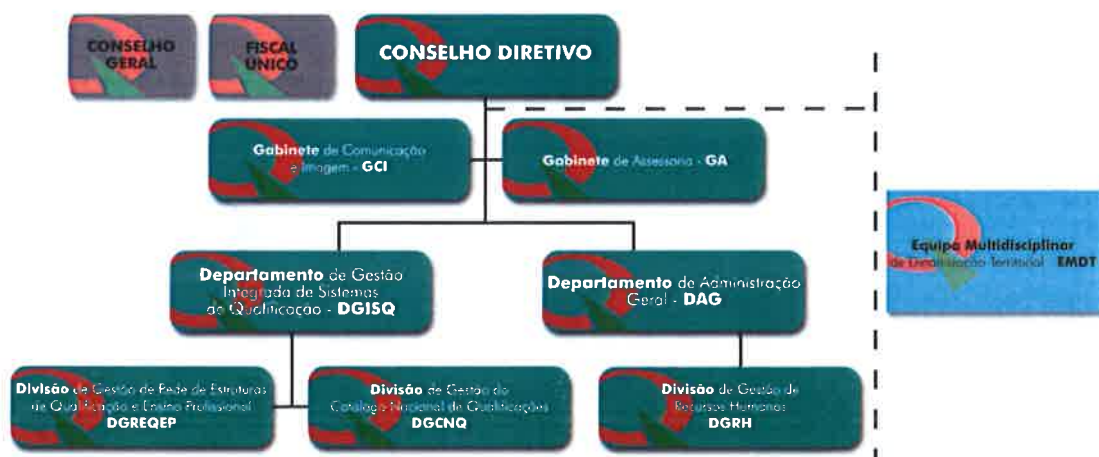 CONSELHO
GERAL
FISCAL
ÚNICO
CONSELHO DIRETIVO
Gabinete de Comunicação
e Imagem - GCI
Gabinete de Assessoria - GA
Equipa Multidisciplinar
de Dinamização Territorial EMDT
Departamento de Gestão
Integrada de Sistemas
de Qualificação - DGISQ
Departamento de Administração
Geral - DAG
Divisão de Gestão de Rede de Estruturas
de Qualificação e Ensino Profissional
DGREQEP
Divisão de Gestão do
Catálogo Nacional de Qualificações
DGCNQ
Divisão de Gestão de
Recursos Humanos
DGRH